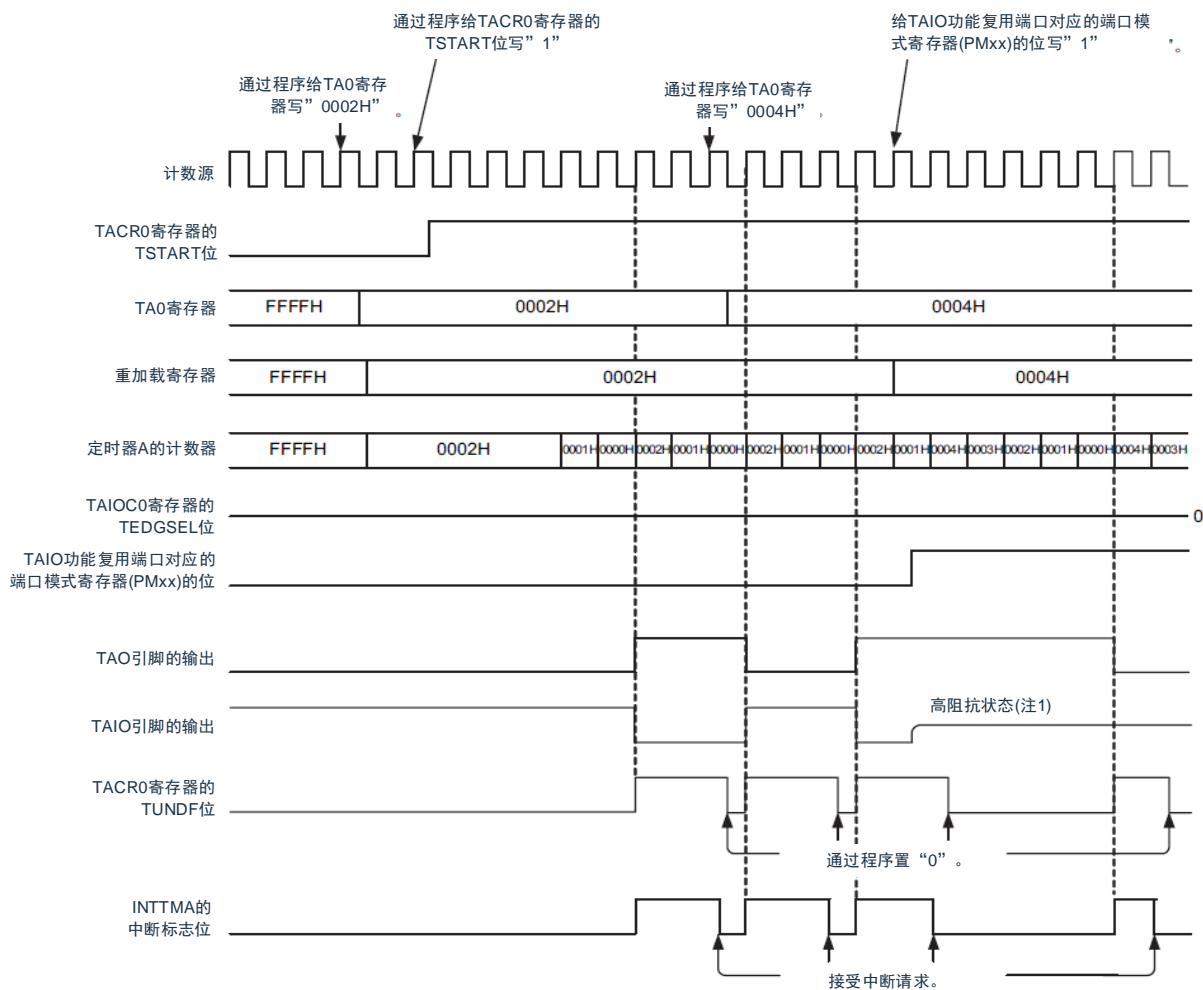 通过程序给TACR0寄存器的
TSTART位写”1”
给TAIO功能复用端口对应的端口模
式寄存器(PMxx)的位写”1” 。
通过程序给TA0寄存
器写”0002H” 。
通过程序给TA0寄存
器写”0004H” 。
计数源
TACR0寄存器的
TSTART位
TA0寄存器 FFFFH 0002H 0004H
重加载寄存器 FFFFH 0002H 0004H
定时器A的计数器 FFFFH 0002H 0001H 0000H 0002H 0001H 0000H 0002H 0001H 0000H 0002H 0001H 0004H 0003H 0002H 0001H 0000H 0004H 0003H
TAIOC0寄存器的
TEDGSEL位 0
TAIO功能复用端口对应的
端口模式寄存器(PMxx)的位
TAO引脚的输出
高阻抗状态(注1)
TAIO引脚的输出
TACR0寄存器的
TUNDF位
通过程序置“0”。
INTTMA的
中断标志位
接受中断请求。